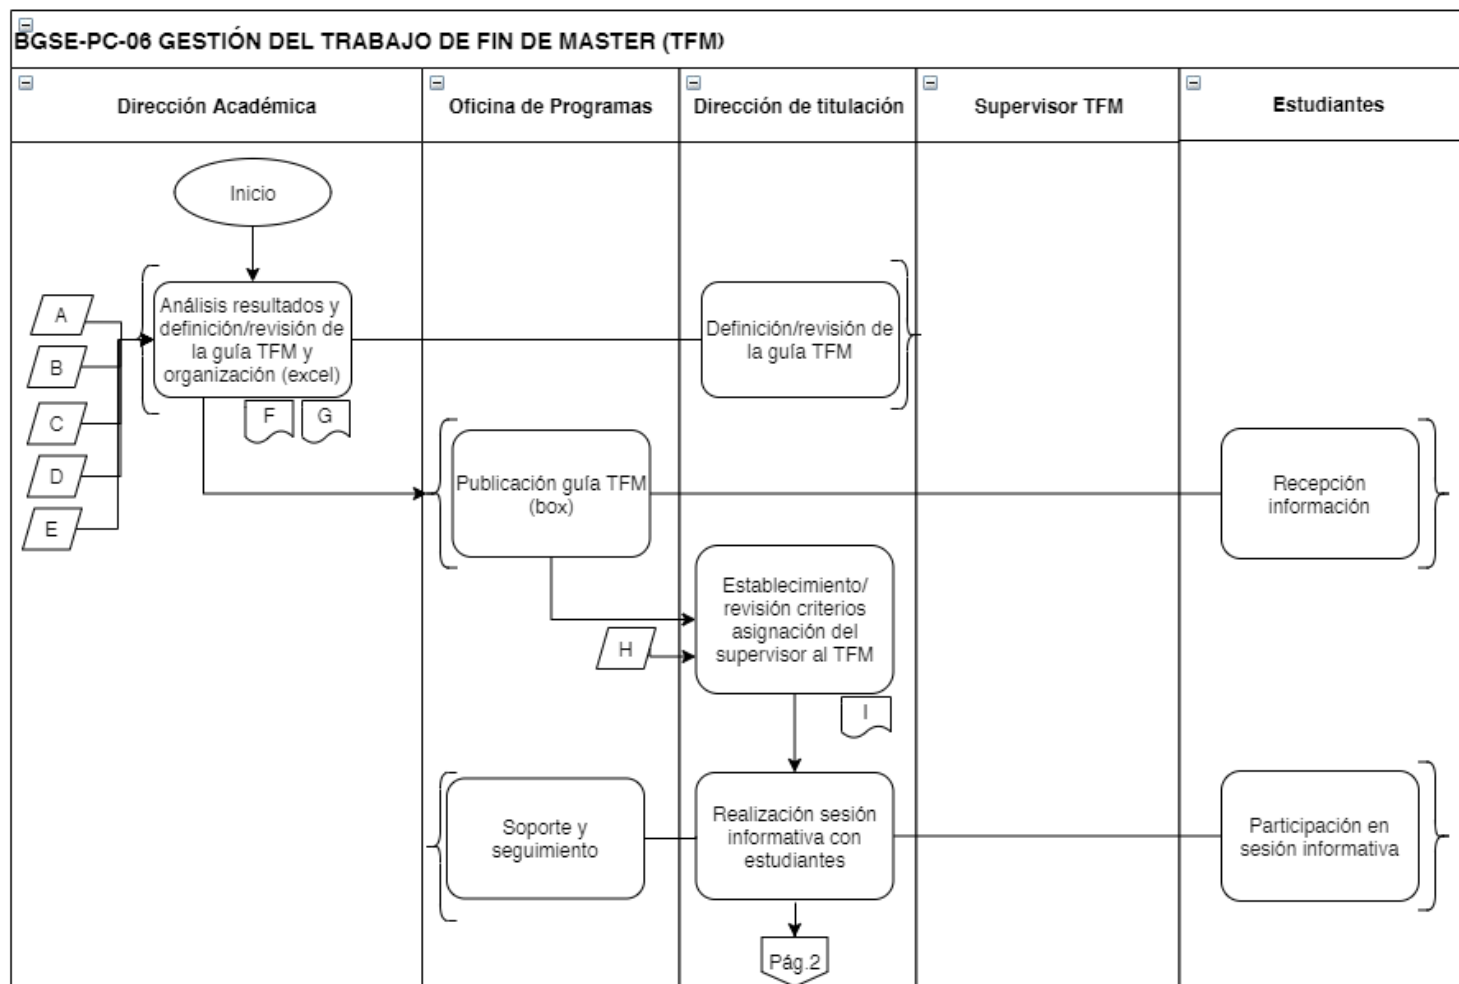 BGSE-PC-06 GESTIÓN DEL TRABAJO DE FIN DE MASTER (TFM)
Dirección Académica
Oficina de Programas
Dirección de titulación
Supervisor TFM
Estudiantes
Inicio
A
B
C
D
E
Análisis resultados y
definición/revisión de
la guía TFM y
organización (excel)
F
G
Definición/revisión de
la guía TFM
Publicación guía TFM
(box)
Recepción
información
H
Establecimiento/
revisión criterios
asignación del
supervisor al TFM
I
Soporte y
seguimiento
Realización sesión
informativa con
estudiantes
Participación en
sesión informativa
Pág.2